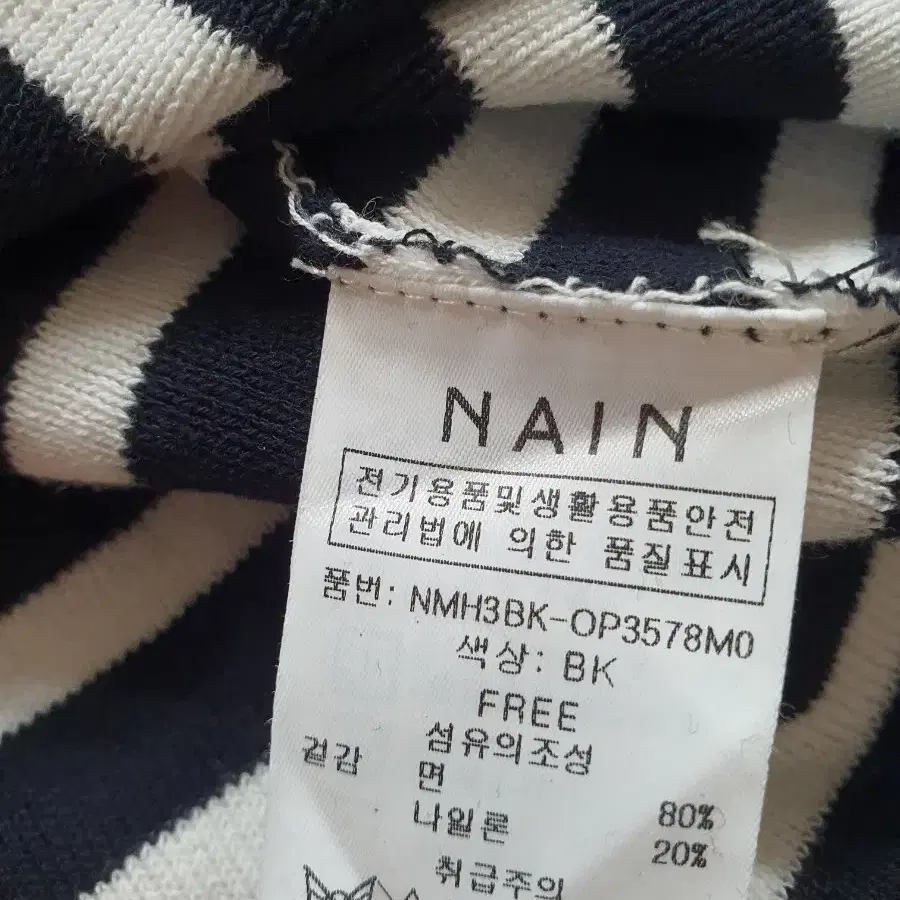 NAIN
전기용품및생활용품안전
관리법에 의한 품질표시
품번: NMH3BK-OP3578M0
색상: BK
FREE
섬유의조성
겉감 면 80%
나일론 20%
취급주의